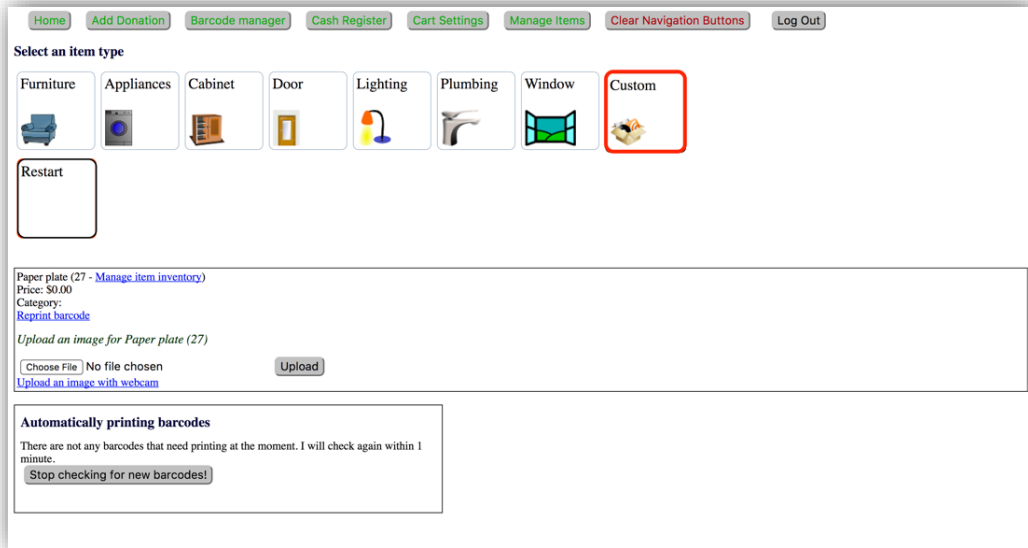 Home Add Donation Barcode manager Cash Register Cart Settings Manage Items Clear Navigation Buttons Log Out
Select an item type
Furniture Appliances Cabinet Door Lighting Plumbing Window Custom
Restart
Paper plate (27 - Manage item inventory)
Price: $0.00
Category:
Reprint barcode
Upload an image for Paper plate (27)
Choose File No file chosen Upload
Upload an image with webcam
Automatically printing barcodes
There are not any barcodes that need printing at the moment. I will check again within 1
minute.
Stop checking for new barcodes!